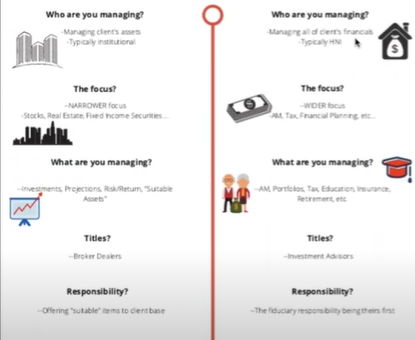 Who are you managing?
-Managing client's assets
-Typically institutional
The focus?
--NARROWER focus
-Stocks, Real Estate, Fixed Income Securities...
What are you managing?
--Investments, Projections, Risk/Return, "Suitable
Assets"
Titles?
--Broker Dealers
Responsibility?
--Offering "suitable" items to client base
Who are you managing?
-Managing all of client's financials
-Typically HNI
The focus?
--WIDER focus
-AM, Tax, Financial Planning, etc...
What are you managing?
--AM, Portfolios, Tax, Education, Insurance,
Retirement, etc
Titles?
--Investment Advisors
Responsibility?
--The fiduciary responsibility being theirs first